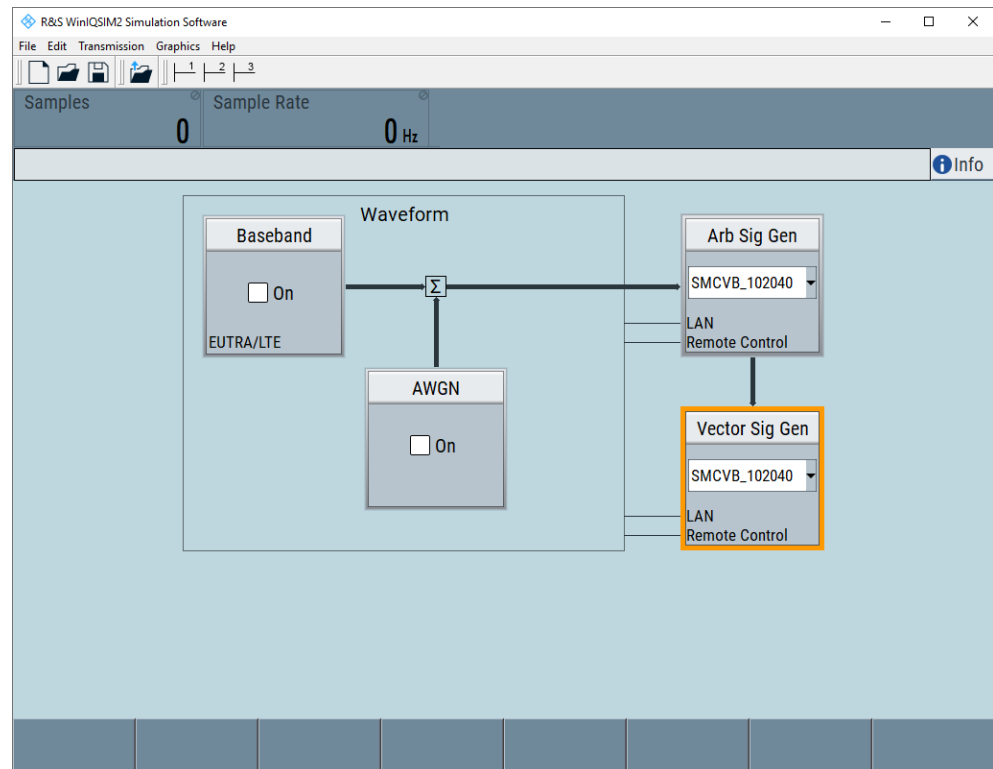 R&S WinIQSIM2 Simulation Software
File Edit Transmission Graphics Help
1 2 3
Samples
0
Sample Rate
0 Hz
Info
Waveform
Baseband
On
EUTRA/LTE
Σ
AWGN
On
Arb Sig Gen
SMCVB_102040
LAN
Remote Control
Vector Sig Gen
SMCVB_102040
LAN
Remote Control